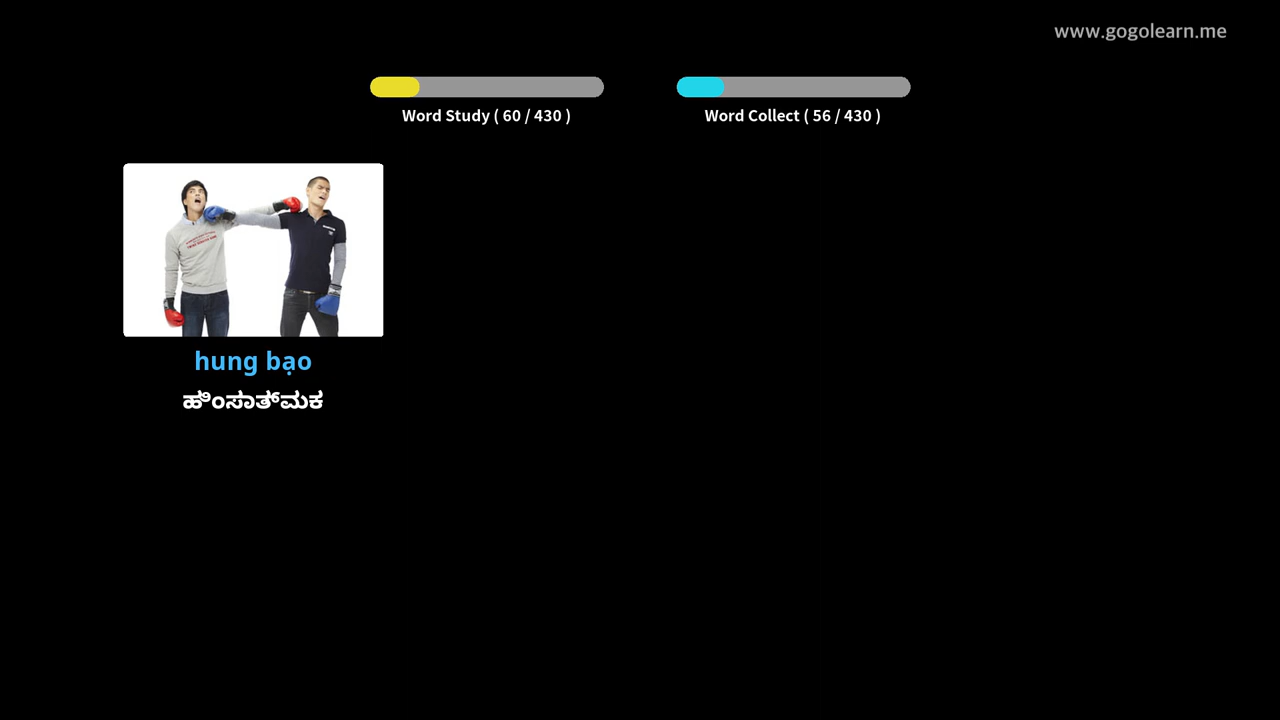 www.gogolearn.me
Word Study ( 60 / 430 )
Word Collect ( 56 / 430 )
hung bạo
ಹಿಂಸಾತ್ಮಕ